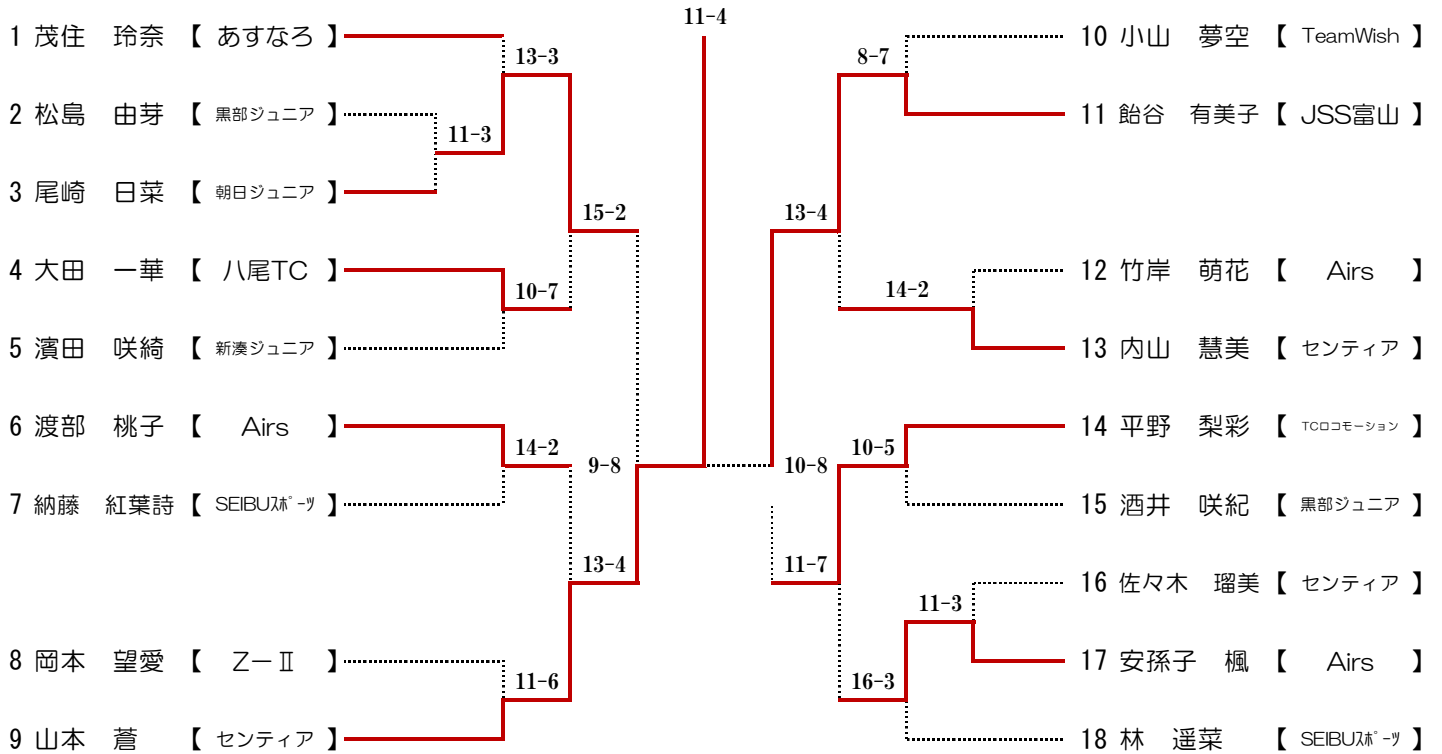 11-4
1 茂住 玲奈 【 あすなろ 】
10 小山 夢空 【 TeamWish 】
13-3
8-7
2 松島 由芽 【 黒部ジュニア 】
11 飴谷 有美子 【 JSS富山 】
11-3
3 尾崎 日菜 【 朝日ジュニア 】
15-2
13-4
4 大田 一華 【 八尾TC 】
12 竹岸 萌花 【 Airs 】
10-7
14-2
5 濱田 咲綺 【 新湊ジュニア 】
13 内山 慧美 【 センティア 】
6 渡部 桃子 【 Airs 】
14 平野 梨彩 【 TCロコモーション 】
14-2
9-8
10-8
10-5
7 納藤 紅葉詩 【 SEIBUｽﾎﾟｰﾂ 】
15 酒井 咲紀 【 黒部ジュニア 】
13-4
11-7
16 佐々木 瑠美 【 センティア 】
11-3
8 岡本 望愛 【 Z－Ⅱ 】
17 安孫子 楓 【 Airs 】
11-6
16-3
9 山本 蒼 【 センティア 】
18 林 遥菜 【 SEIBUｽﾎﾟｰﾂ 】